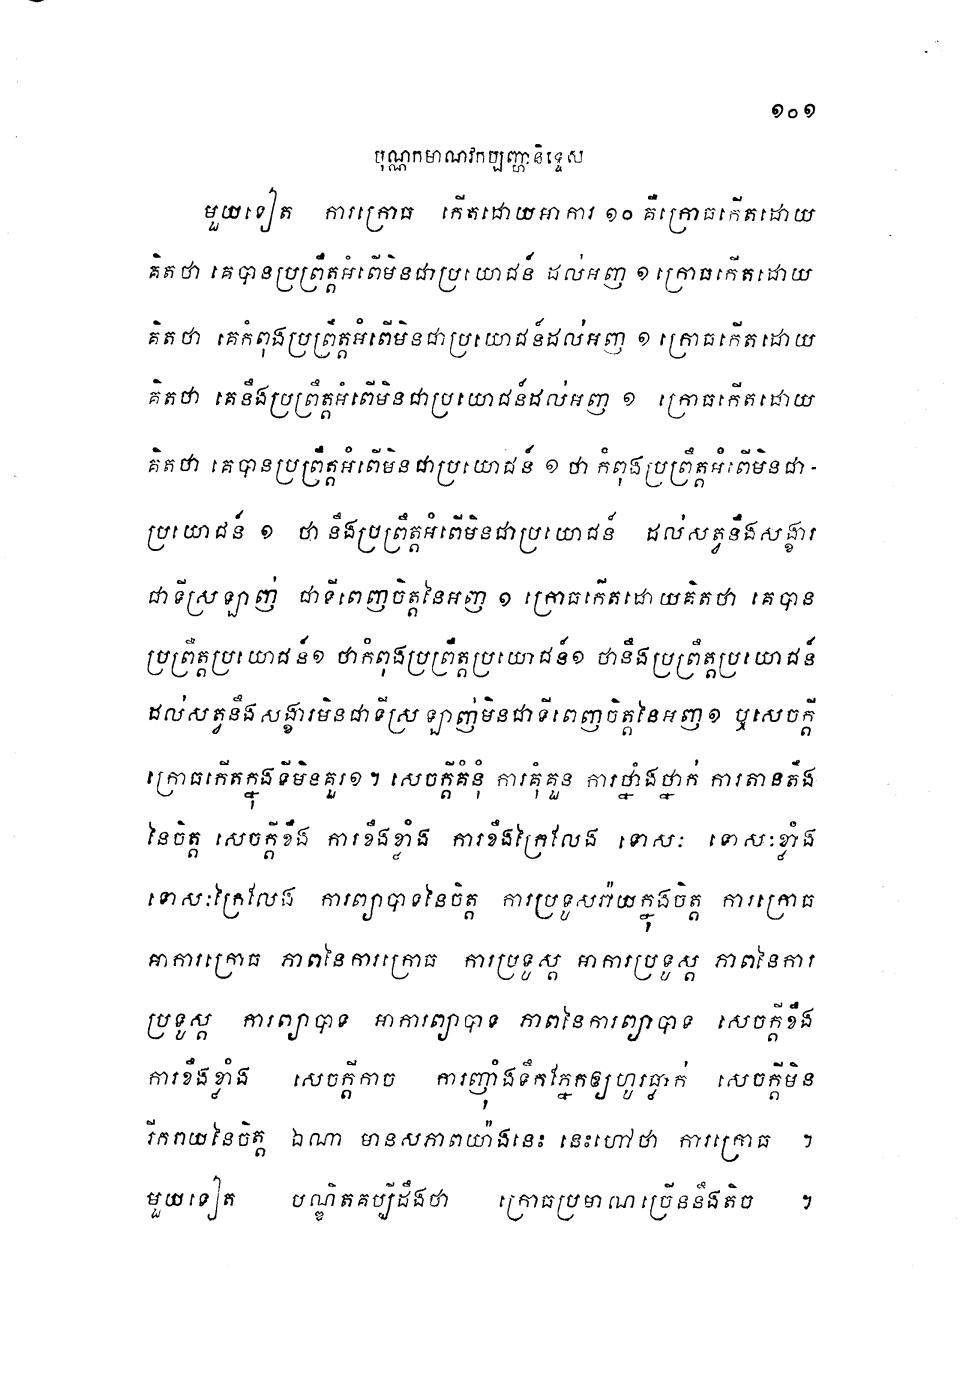 ១០១
បុណ្ណកមាណវកប្បញ្ហានិទ្ទេស
មួយទៀត ការក្រោធ កើតដោយអាការ ១០ គឺក្រោធកើតដោយ
គិតថា គេបានប្រព្រឹត្តអំពើមិនជាប្រយោជន៍ ដល់អញ ១ ក្រោធកើតដោយ
គិតថា គេកំពុងប្រព្រឹត្តអំពើមិនជាប្រយោជន៍ដល់អញ ១ ក្រោធកើតដោយ
គិតថា គេនឹងប្រព្រឹត្តអំពើមិនជាប្រយោជន៍ដល់អញ ១ ក្រោធកើតដោយ
គិតថា គេបានប្រព្រឹត្តអំពើមិនជាប្រយោជន៍ ១ ថា កំពុងប្រព្រឹត្តអំពើមិនជា-
ប្រយោជន៍ ១ ថា នឹងប្រព្រឹត្តអំពើមិនជាប្រយោជន៍ ដល់សត្វនឹងសង្ខារ
ជាទីស្រឡាញ់ ជាទីពេញចិត្តនៃអញ ១ ក្រោធកើតដោយគិតថា គេបាន
ប្រព្រឹត្តប្រយោជន៍១ ថាកំពុងប្រព្រឹត្តប្រយោជន៍១ ថានឹងប្រព្រឹត្តប្រយោជន៍
ដល់សត្វនឹងសង្ខារមិនជាទីស្រឡាញ់មិនជាទីពេញចិត្តនៃអញ១ ឬសេចក្តី
ក្រោធកើតក្នុងទីមិនគួរ១ ។ សេចក្តីគំនុំ ការគុំគួន ការថ្នាំងថ្នាក់ ការតានតឹង
នៃចិត្ត សេចក្តីខឹង ការខឹងខ្លាំង ការខឹងក្រៃលែង ទោសៈ ទោសៈខ្លាំង
ទោសៈក្រៃលែង ការព្យាបាទនៃចិត្ត ការប្រទូសរ៉ាយក្នុងចិត្ត ការក្រោធ
អាការក្រោធ ភាពនៃការក្រោធ ការប្រទូស្ត អាការប្រទូស្ត ភាពនៃការ
ប្រទូស្ត ការព្យាបាទ អាការព្យាបាទ ភាពនៃការព្យាបាទ សេចក្តីខឹង
ការខឹងខ្លាំង សេចក្តីកាច ការញ៉ាំងទឹកភ្នែកឲ្យហូរធ្លាក់ សេចក្តីមិន
រីករាយនៃចិត្ត ឯណា មានសភាពយ៉ាងនេះ នេះហៅថា ការក្រោធ ។
មួយទៀត បណ្ឌិតគប្បីដឹងថា ក្រោធប្រមាណច្រើននឹងតិច ។